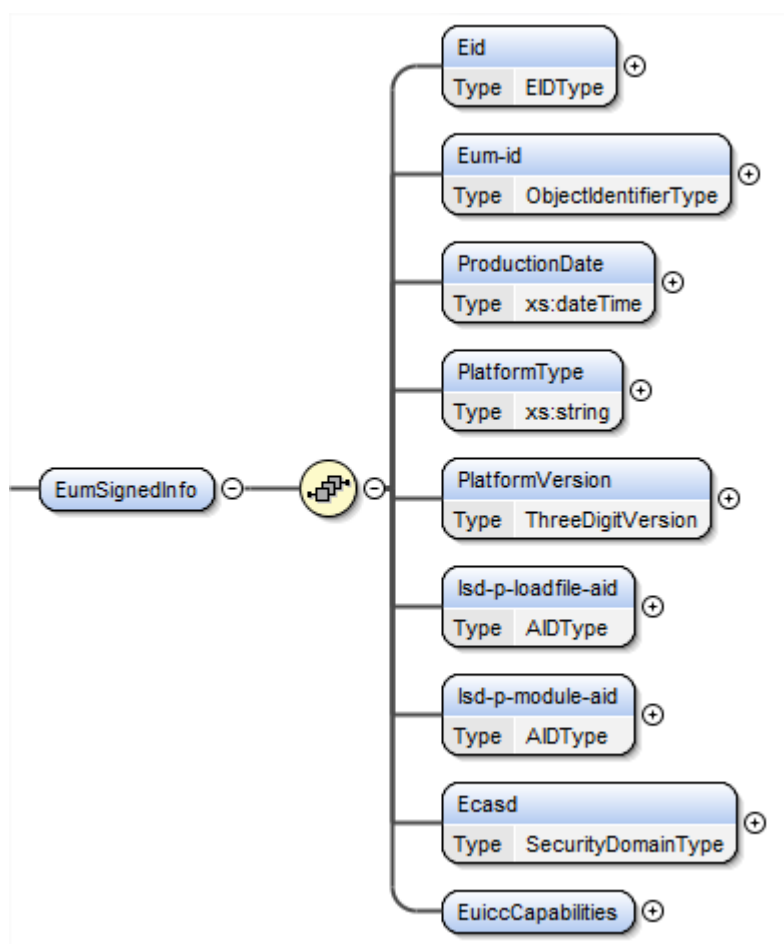 Eid
Type EIDType
Eum-id
Type ObjectIdentifierType
ProductionDate
Type xs:dateTime
PlatformType
Type xs:string
EumSignedInfo
PlatformVersion
Type ThreeDigitVersion
Isd-p-loadfile-aid
Type AIDType
Isd-p-module-aid
Type AIDType
Ecasd
Type SecurityDomainType
EuiccCapabilities